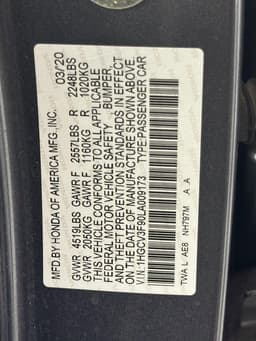 MFD.BY HONDA OF AMERICA MFG.,INC. 03/20
GVWR 4519LBS GAWR F 2557LBS R 2248LBS
GVWR 2050KG GAWR F 1160KG R 1020KG
THIS VEHICLE CONFORMS TO ALL APPLICABLE
FEDERAL MOTOR VEHICLE SAFETY, BUMPER,
AND THEFT PREVENTION STANDARDS IN EFFECT
ON THE DATE OF MANUFACTURE SHOWN ABOVE.
V.I.N.:1HGCV3F90LA009173 TYPE:PASSENGER CAR
TWA L AE8 NH797M A A